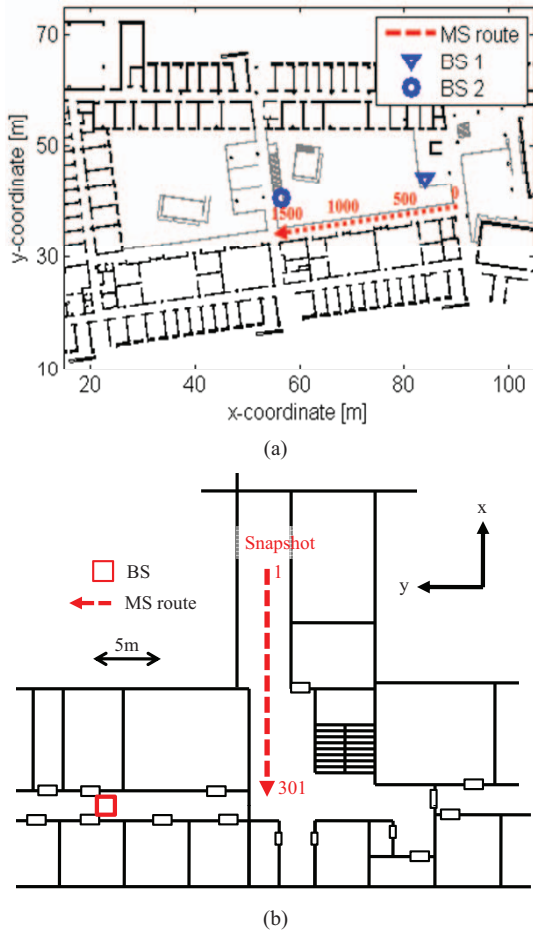 70
50
30
10
20
40
60
80
100
y-coordinate [m]
x-coordinate [m]
MS route
BS 1
BS 2
1500
1000
500
0
(a)
Snapshot
1
301
BS
MS route
5m
x
y
(b)